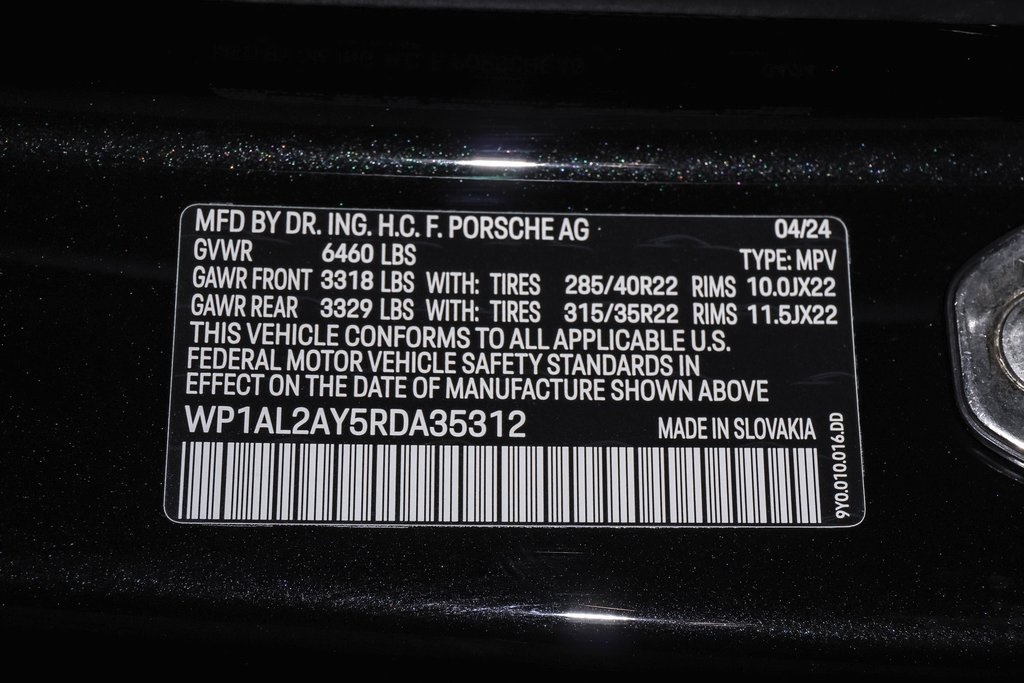 MFD BY DR. ING. H.C. F. PORSCHE AG 04/24
GVWR 6460 LBS TYPE: MPV
GAWR FRONT 3318 LBS WITH: TIRES 285/40R22 RIMS 10.0JX22
GAWR REAR 3329 LBS WITH: TIRES 315/35R22 RIMS 11.5JX22
THIS VEHICLE CONFORMS TO ALL APPLICABLE U.S.
FEDERAL MOTOR VEHICLE SAFETY STANDARDS IN
EFFECT ON THE DATE OF MANUFACTURE SHOWN ABOVE
WP1AL2AY5RDA35312 MADE IN SLOVAKIA
9Y0.010.016.DD